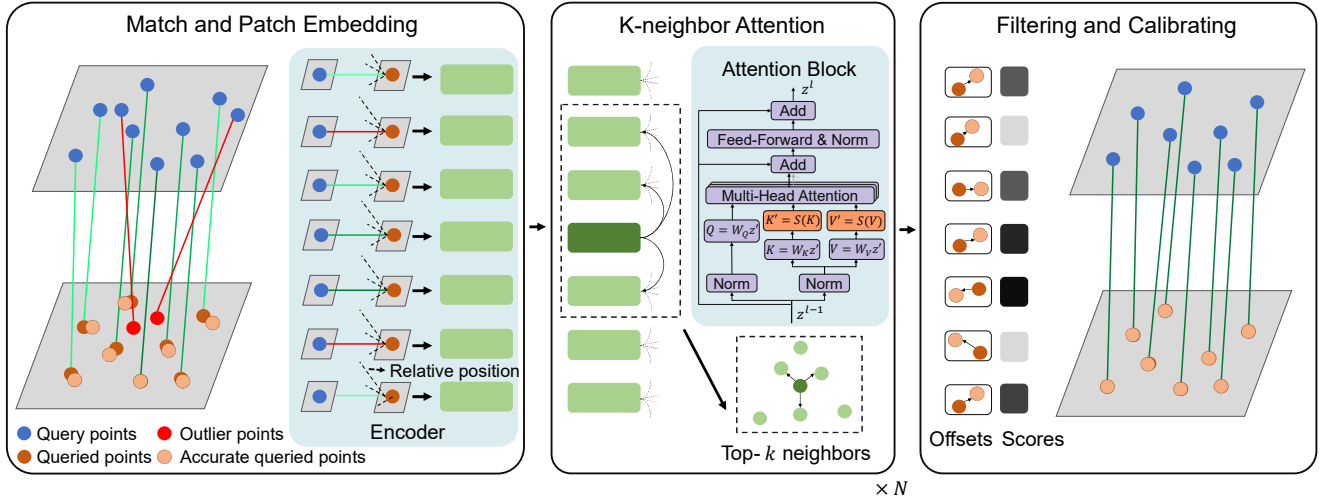 Match and Patch Embedding
Relative position
Encoder
Query points
Outlier points
Queried points
Accurate queried points
K-neighbor Attention
Attention Block
z^l
Add
Feed-Forward & Norm
Add
Multi-Head Attention
K' = S(K)
V' = S(V)
Q = W_Q z'
K = W_K z'
V = W_V z'
Norm
Norm
z^{l-1}
Top- k neighbors
× N
Filtering and Calibrating
Offsets
Scores